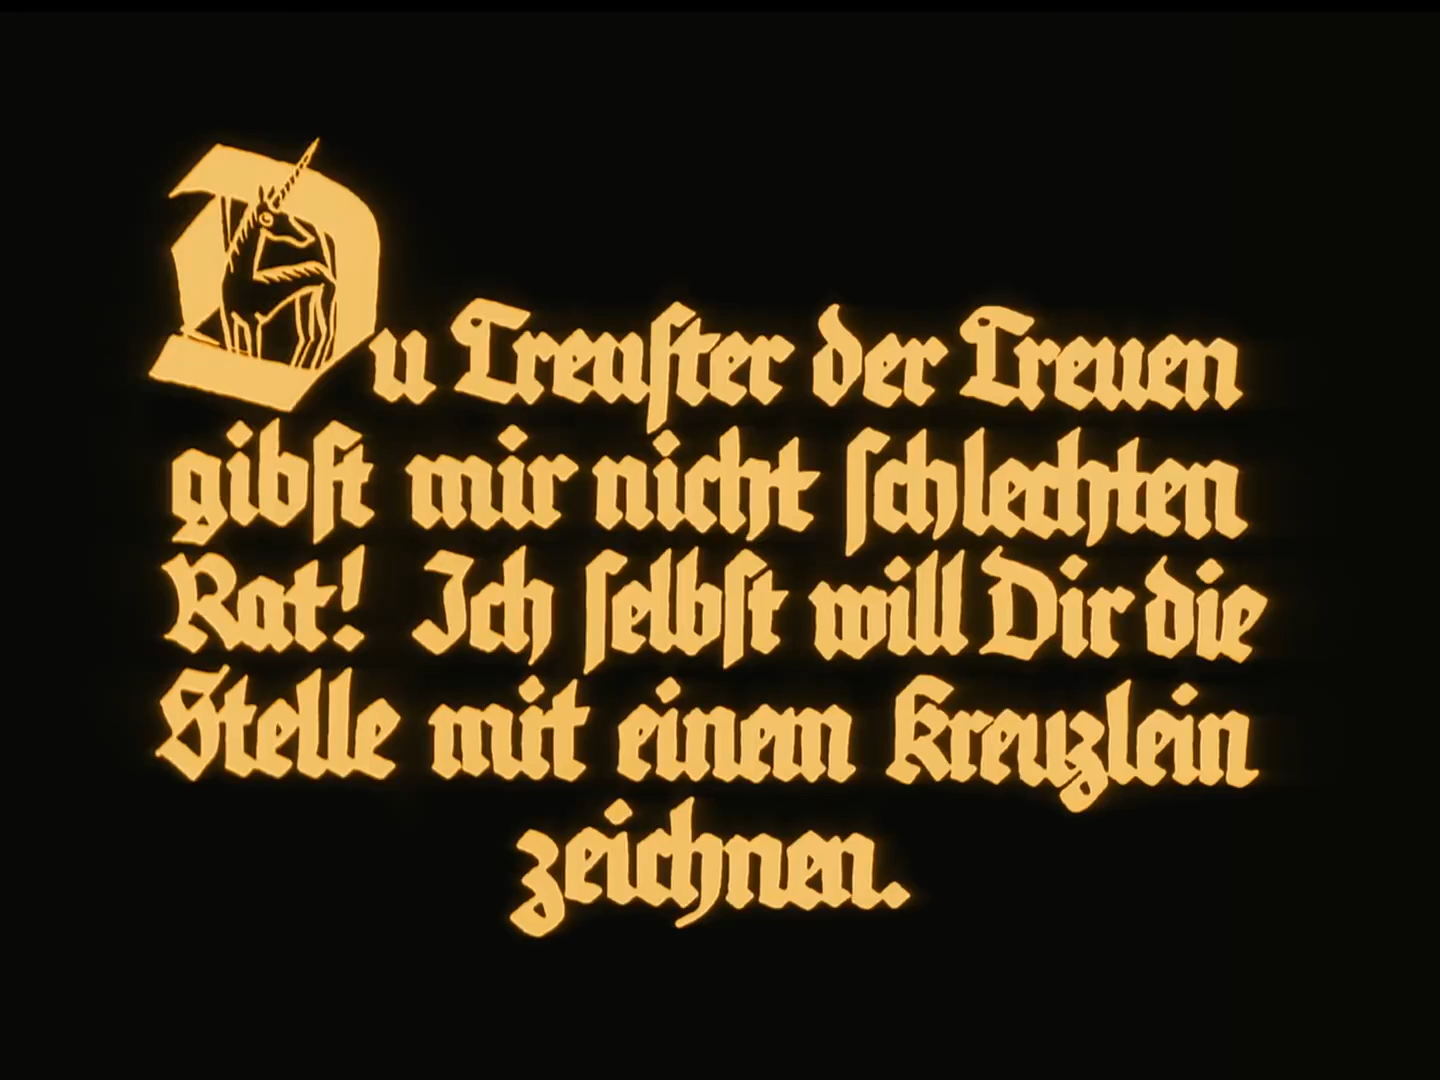 Du Treuster der Treuen
gibst mir nicht schlechten
Rat! Ich selbst will Dir die
Stelle mit einem Kreuzlein
zeichnen.